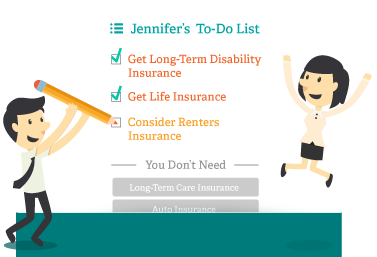 Jennifer's To-Do List
Get Long-Term Disability
Insurance
Get Life Insurance
Consider Renters
Insurance
You Don't Need
Long-Term Care Insurance
Auto Insurance